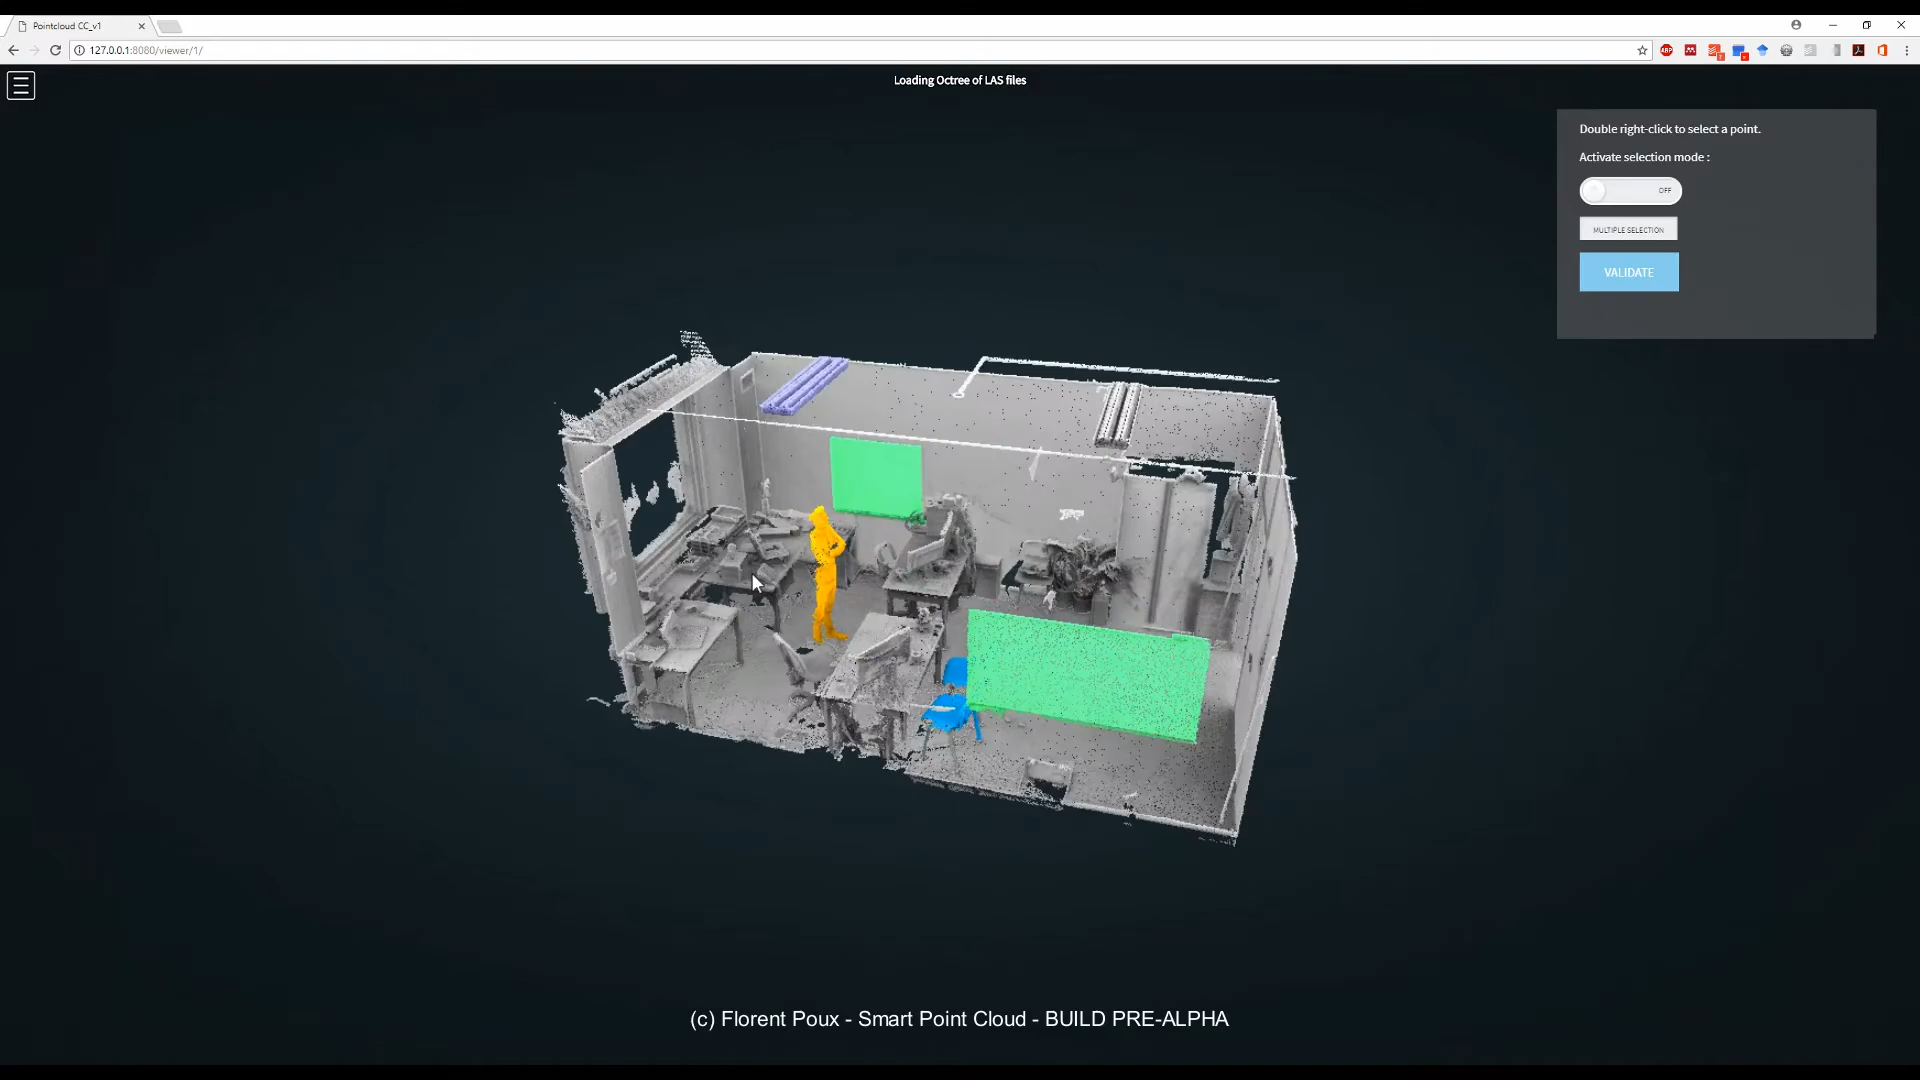 Pointcloud CC_v1
127.0.0.1:8080/viewer/1/
ABP
Loading Octree of LAS files
Double right-click to select a point.
Activate selection mode :
OFF
MULTIPLE SELECTION
VALIDATE
(c) Florent Poux - Smart Point Cloud - BUILD PRE-ALPHA